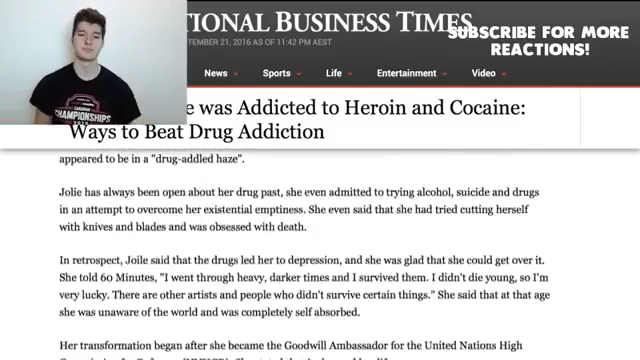 TIONAL BUSINESS TIMES
SUBSCRIBE FOR MORE
REACTIONS!
TEMBER 21, 2016 AS OF 11:42 PM AEST
News Sports Life Entertainment Video
CHAMPIONSHIPS
e was Addicted to Heroin and Cocaine:
Ways to Beat Drug Addiction
appeared to be in a "drug-addled haze".
Jolie has always been open about her drug past, she even admitted to trying alcohol, suicide and drugs
in an attempt to overcome her existential emptiness. She even said that she had tried cutting herself
with knives and blades and was obsessed with death.
In retrospect, Joile said that the drugs led her to depression, and she was glad that she could get over it.
She told 60 Minutes, "I went through heavy, darker times and I survived them. I didn't die young, so I'm
very lucky. There are other artists and people who didn't survive certain things." She said that at that age
she was unaware of the world and was completely self absorbed.
Her transformation began after she became the Goodwill Ambassador for the United Nations High